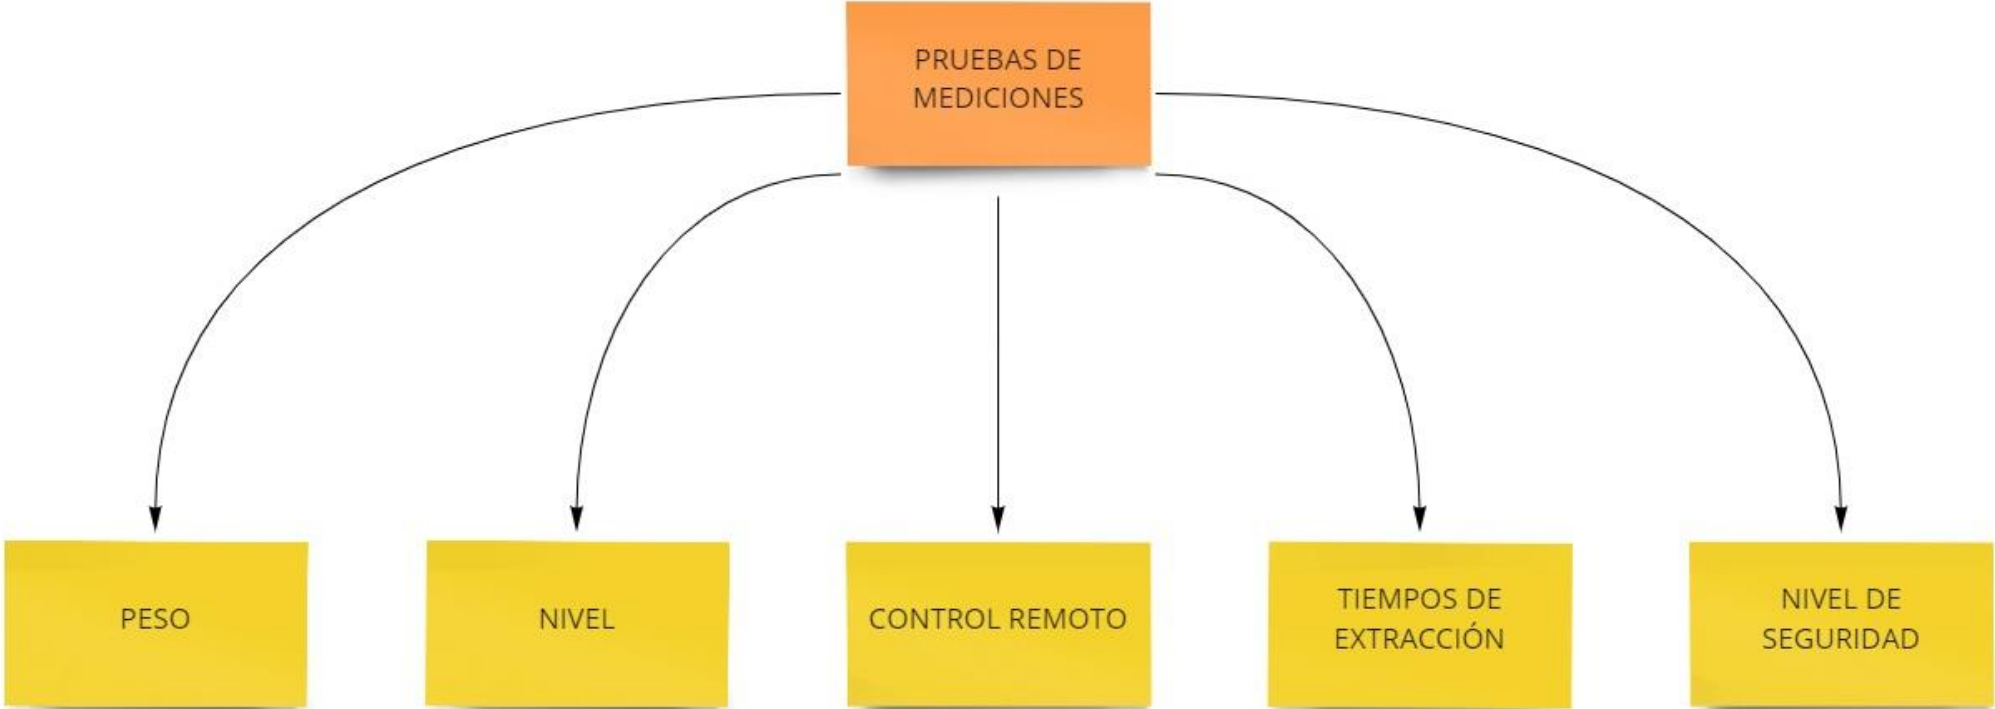 PRUEBAS DE
MEDICIONES
PESO
NIVEL
CONTROL REMOTO
TIEMPOS DE
EXTRACCIÓN
NIVEL DE
SEGURIDAD